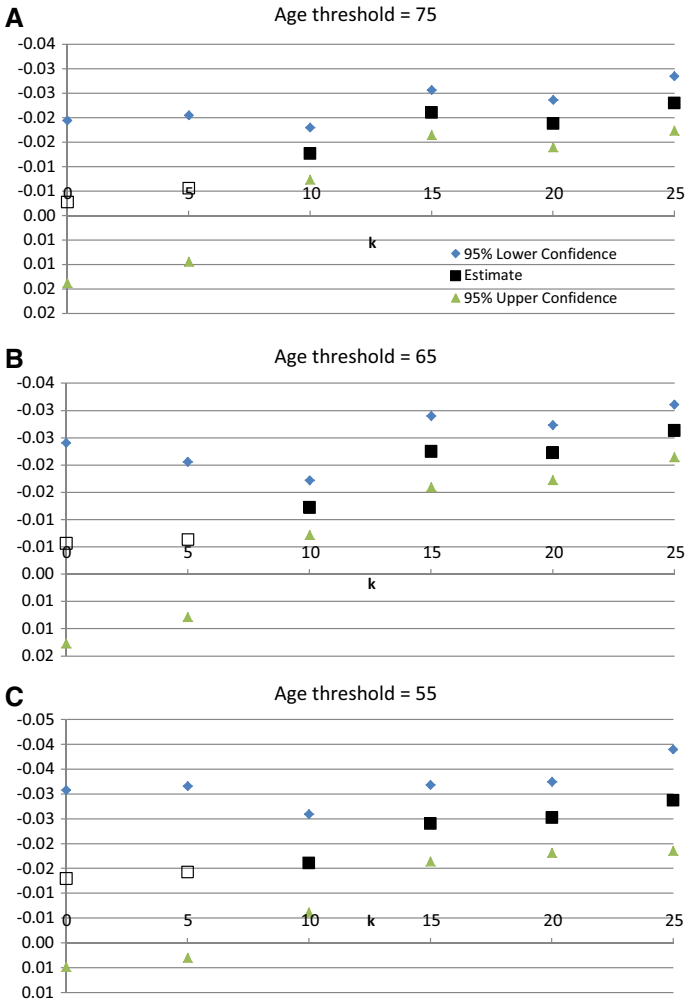 A
Age threshold = 75
-0.04
-0.03
-0.03
-0.02
-0.02
-0.01
-0.01
0 5 10 15 20 25
0.00
0.01
k
95% Lower Confidence
0.01
Estimate
0.02
95% Upper Confidence
0.02
B
Age threshold = 65
-0.04
-0.03
-0.03
-0.02
-0.02
-0.01
-0.01
0 5 10 15 20 25
0.00
k
0.01
0.01
0.02
C
Age threshold = 55
-0.05
-0.04
-0.04
-0.03
-0.03
-0.02
-0.02
-0.01
-0.01
0 5 10 k 15 20 25
0.00
0.01
0.01